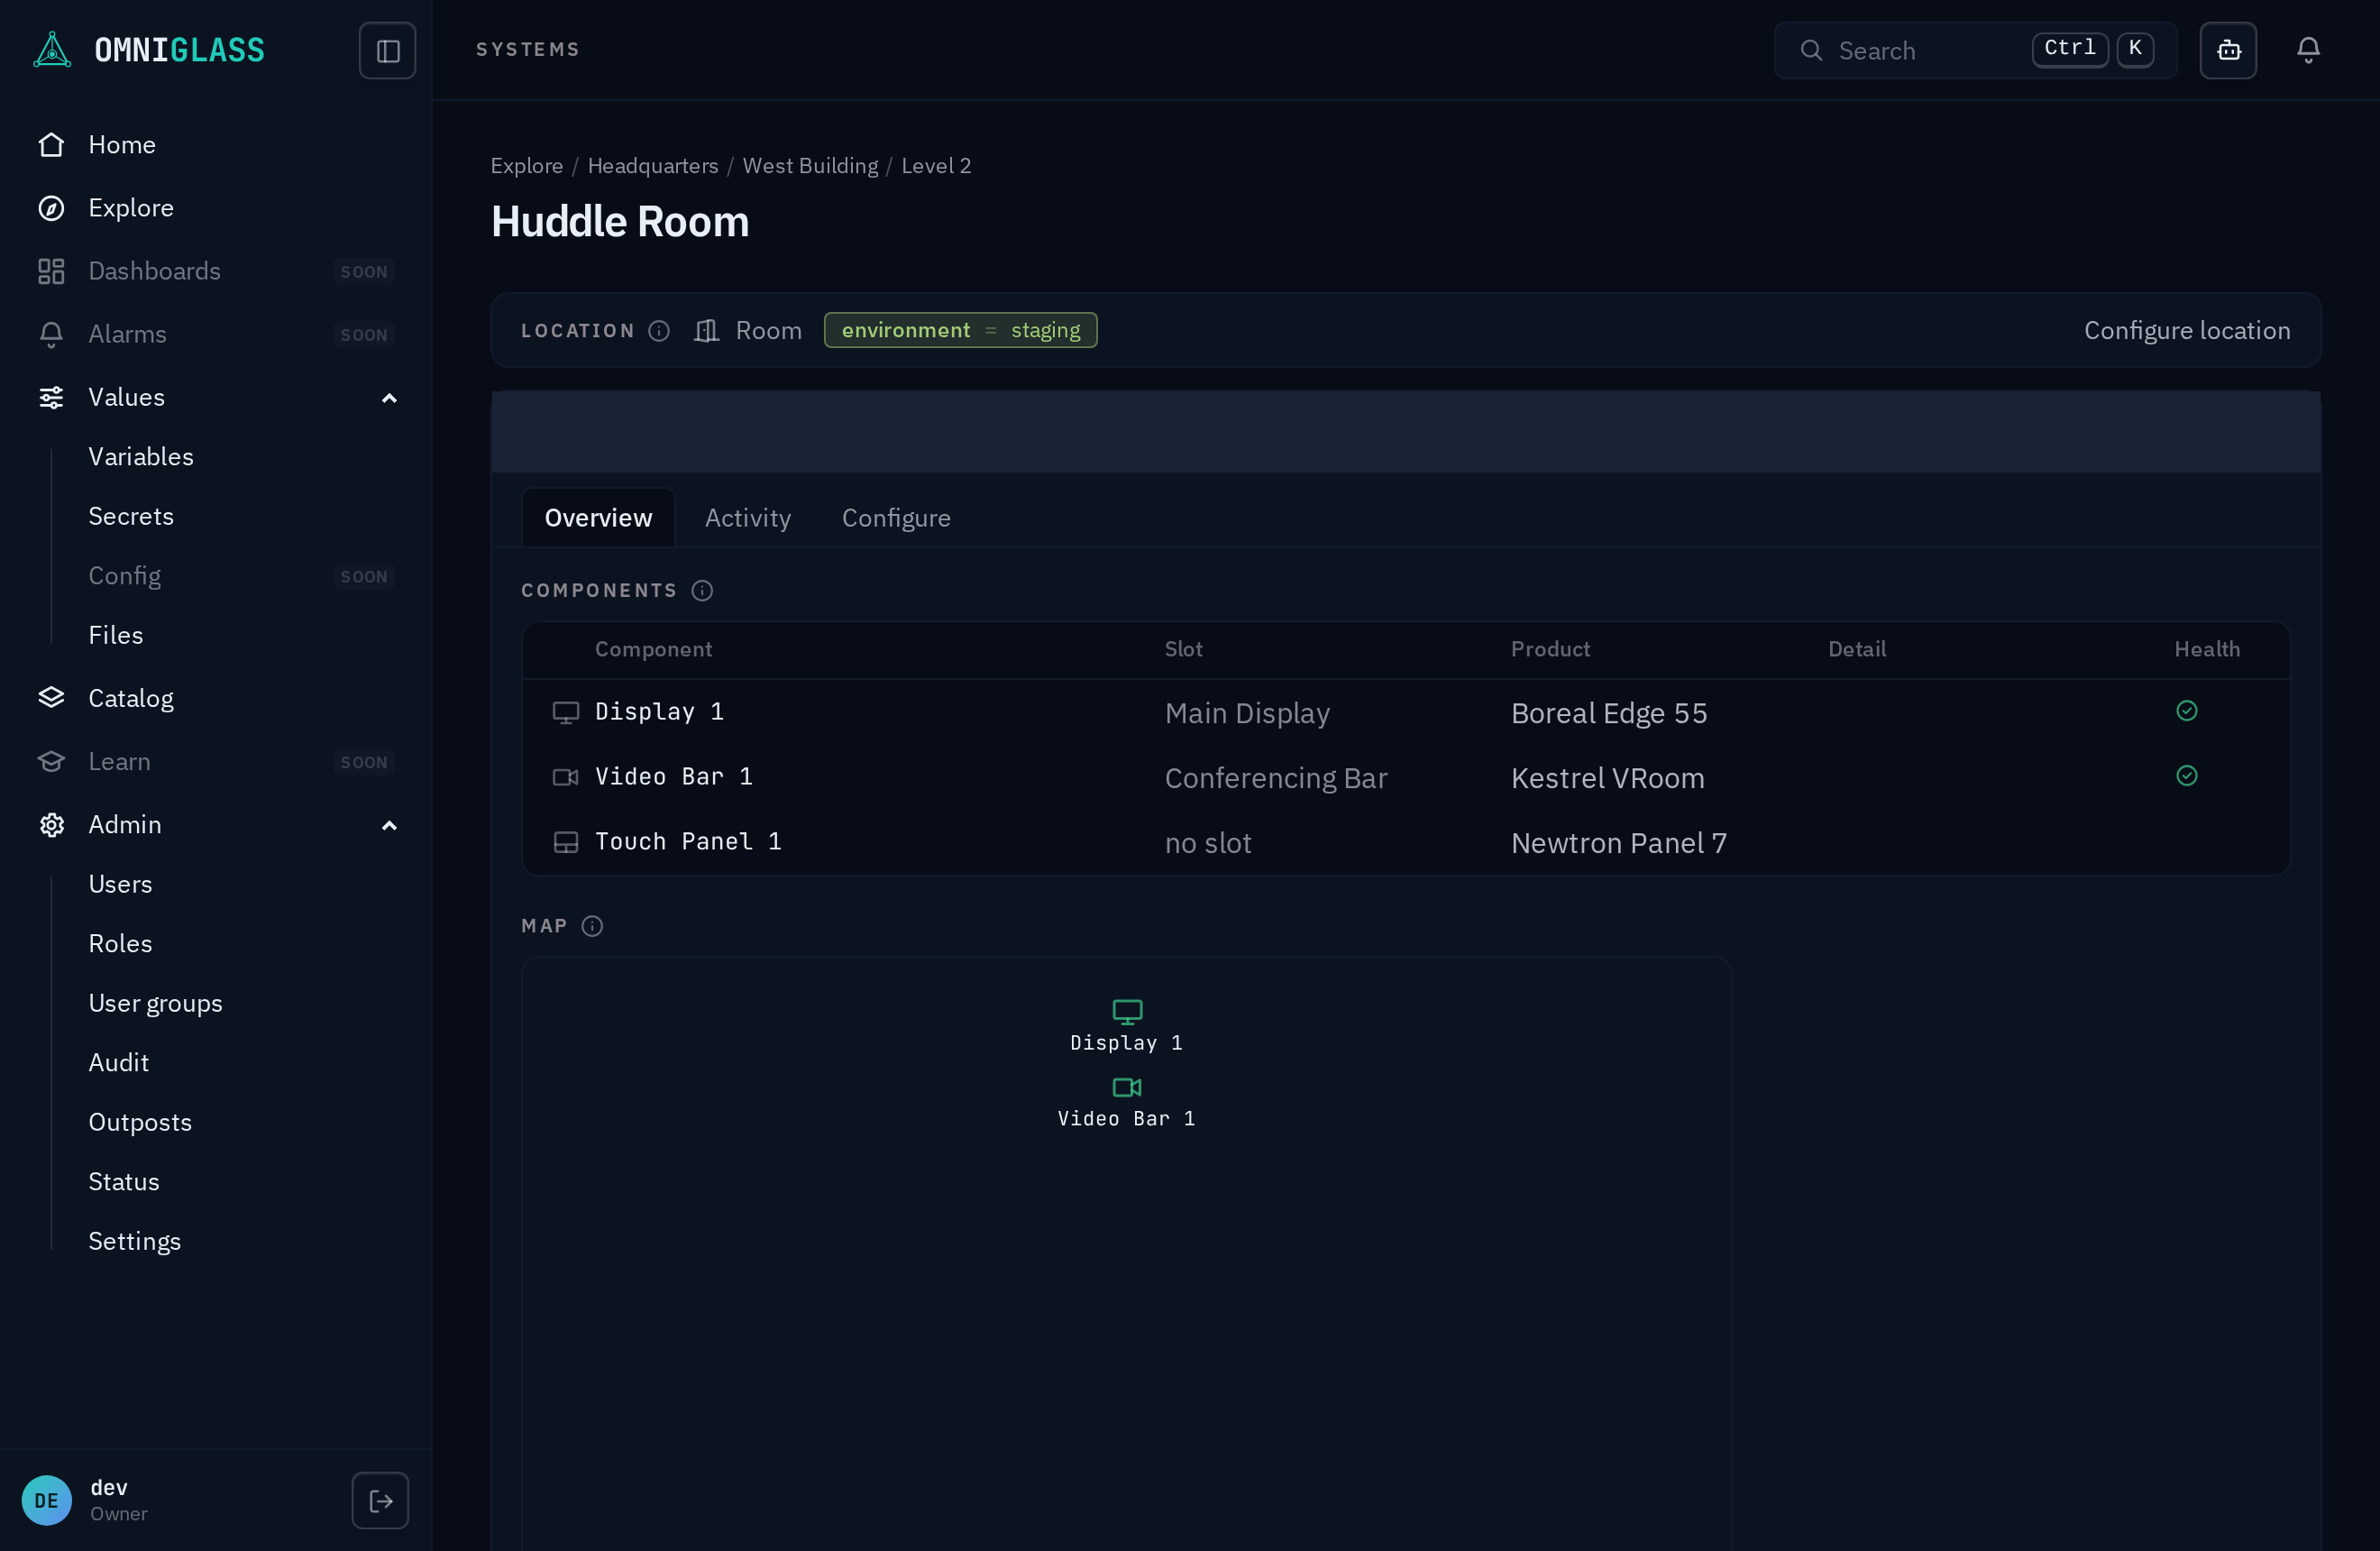 OMNIGLASS
Home
Explore
Dashboards SOON
Alarms SOON
Values
Variables
Secrets
Config SOON
Files
Catalog
Learn SOON
Admin
Users
Roles
User groups
Audit
Outposts
Status
Settings
DE dev
Owner
SYSTEMS
Search Ctrl K
Explore / Headquarters / West Building / Level 2
Huddle Room
LOCATION Room environment = staging Configure location
Overview Activity Configure
COMPONENTS
Component Slot Product Detail Health
Display 1 Main Display Boreal Edge 55
Video Bar 1 Conferencing Bar Kestrel VRoom
Touch Panel 1 no slot Newtron Panel 7
MAP
Display 1
Video Bar 1